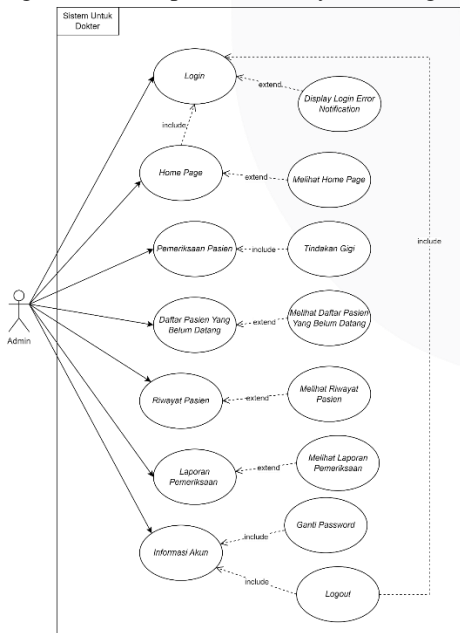 Sistem Untuk
Dokter
Login
extend
Display Login Error
Notification
include
Home Page
extend
Melihat Home Page
include
Pemeriksaan Pasien
include
Tindakan Gigi
Admin
Daftar Pasien Yang
Belum Datang
extend
Melihat Daftar Pasien
Yang Belum Datang
Riwayat Pasien
extend
Melihat Riwayat
Pasien
Laporan
Pemeriksaan
extend
Melihat Laporan
Pemeriksaan
Informasi Akun
include
Ganti Password
include
Logout